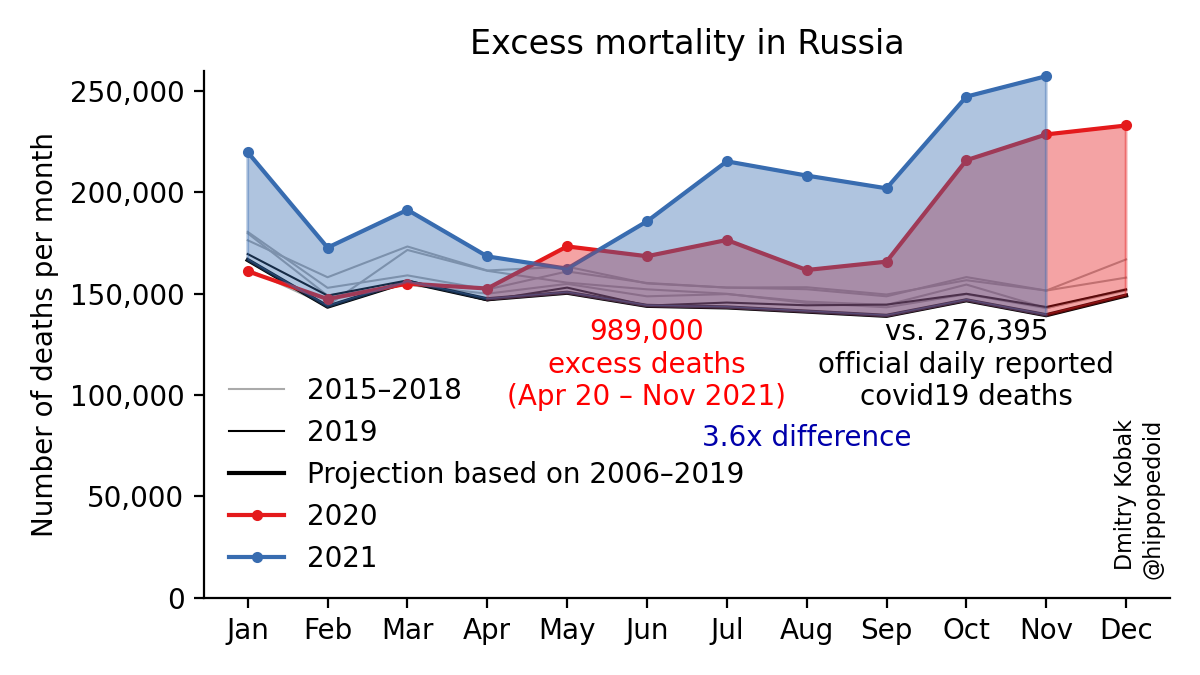 Excess mortality in Russia
Number of deaths per month
250,000
200,000
150,000
100,000
50,000
0
989,000
excess deaths
(Apr 20 – Nov 2021)
vs. 276,395
official daily reported
covid19 deaths
3.6x difference
2015–2018
2019
Projection based on 2006–2019
2020
2021
Dmitry Kobak
@hippopedoid
Jan Feb Mar Apr May Jun Jul Aug Sep Oct Nov Dec